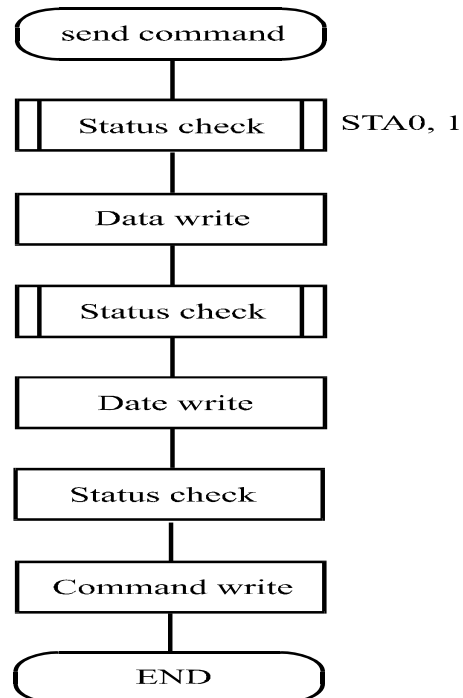 send command
Status check STA0, 1
Data write
Status check
Date write
Status check
Command write
END